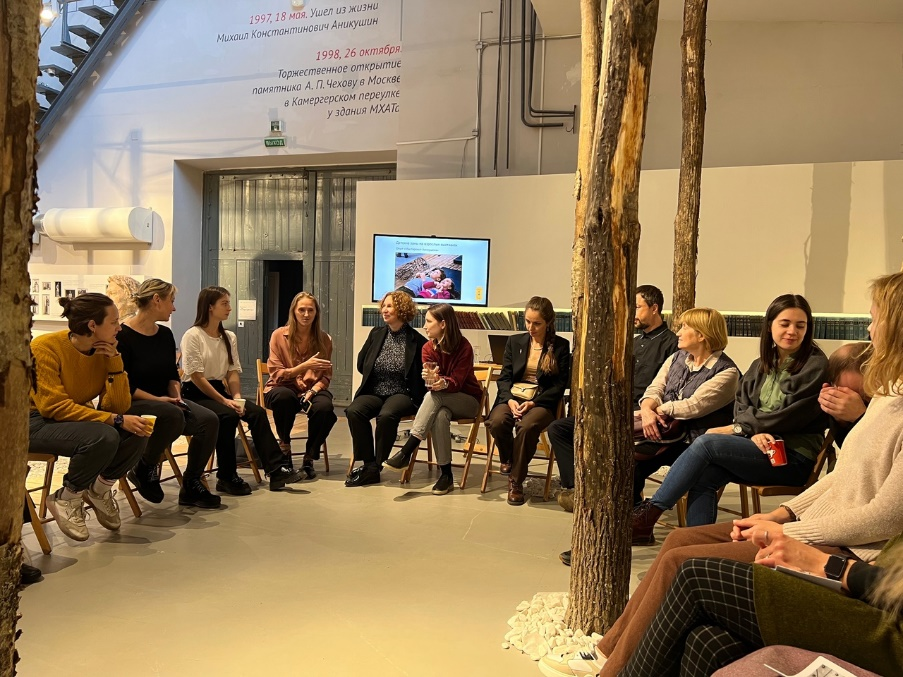 1997, 18 мая. Ушел из жизни
Михаил Константинович Аникушин
1998, 26 октября.
Торжественное открытие
памятника А. П. Чехову в Москве
в Камергерском переулке
у здания МХАТа
ВЫХОД